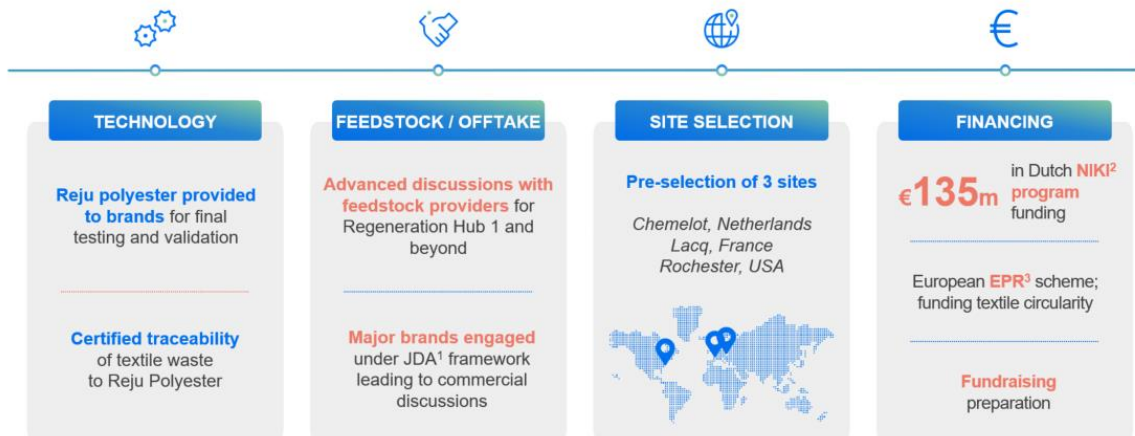 €
TECHNOLOGY
Reju polyester provided
to brands for final
testing and validation
Certified traceability
of textile waste
to Reju Polyester
FEEDSTOCK / OFFTAKE
Advanced discussions with
feedstock providers for
Regeneration Hub 1 and
beyond
Major brands engaged
under JDA¹ framework
leading to commercial
discussions
SITE SELECTION
Pre-selection of 3 sites
Chemelot, Netherlands
Lacq, France
Rochester, USA
FINANCING
€135m
in Dutch NIKI²
program
funding
European EPR³ scheme;
funding textile circularity
Fundraising
preparation